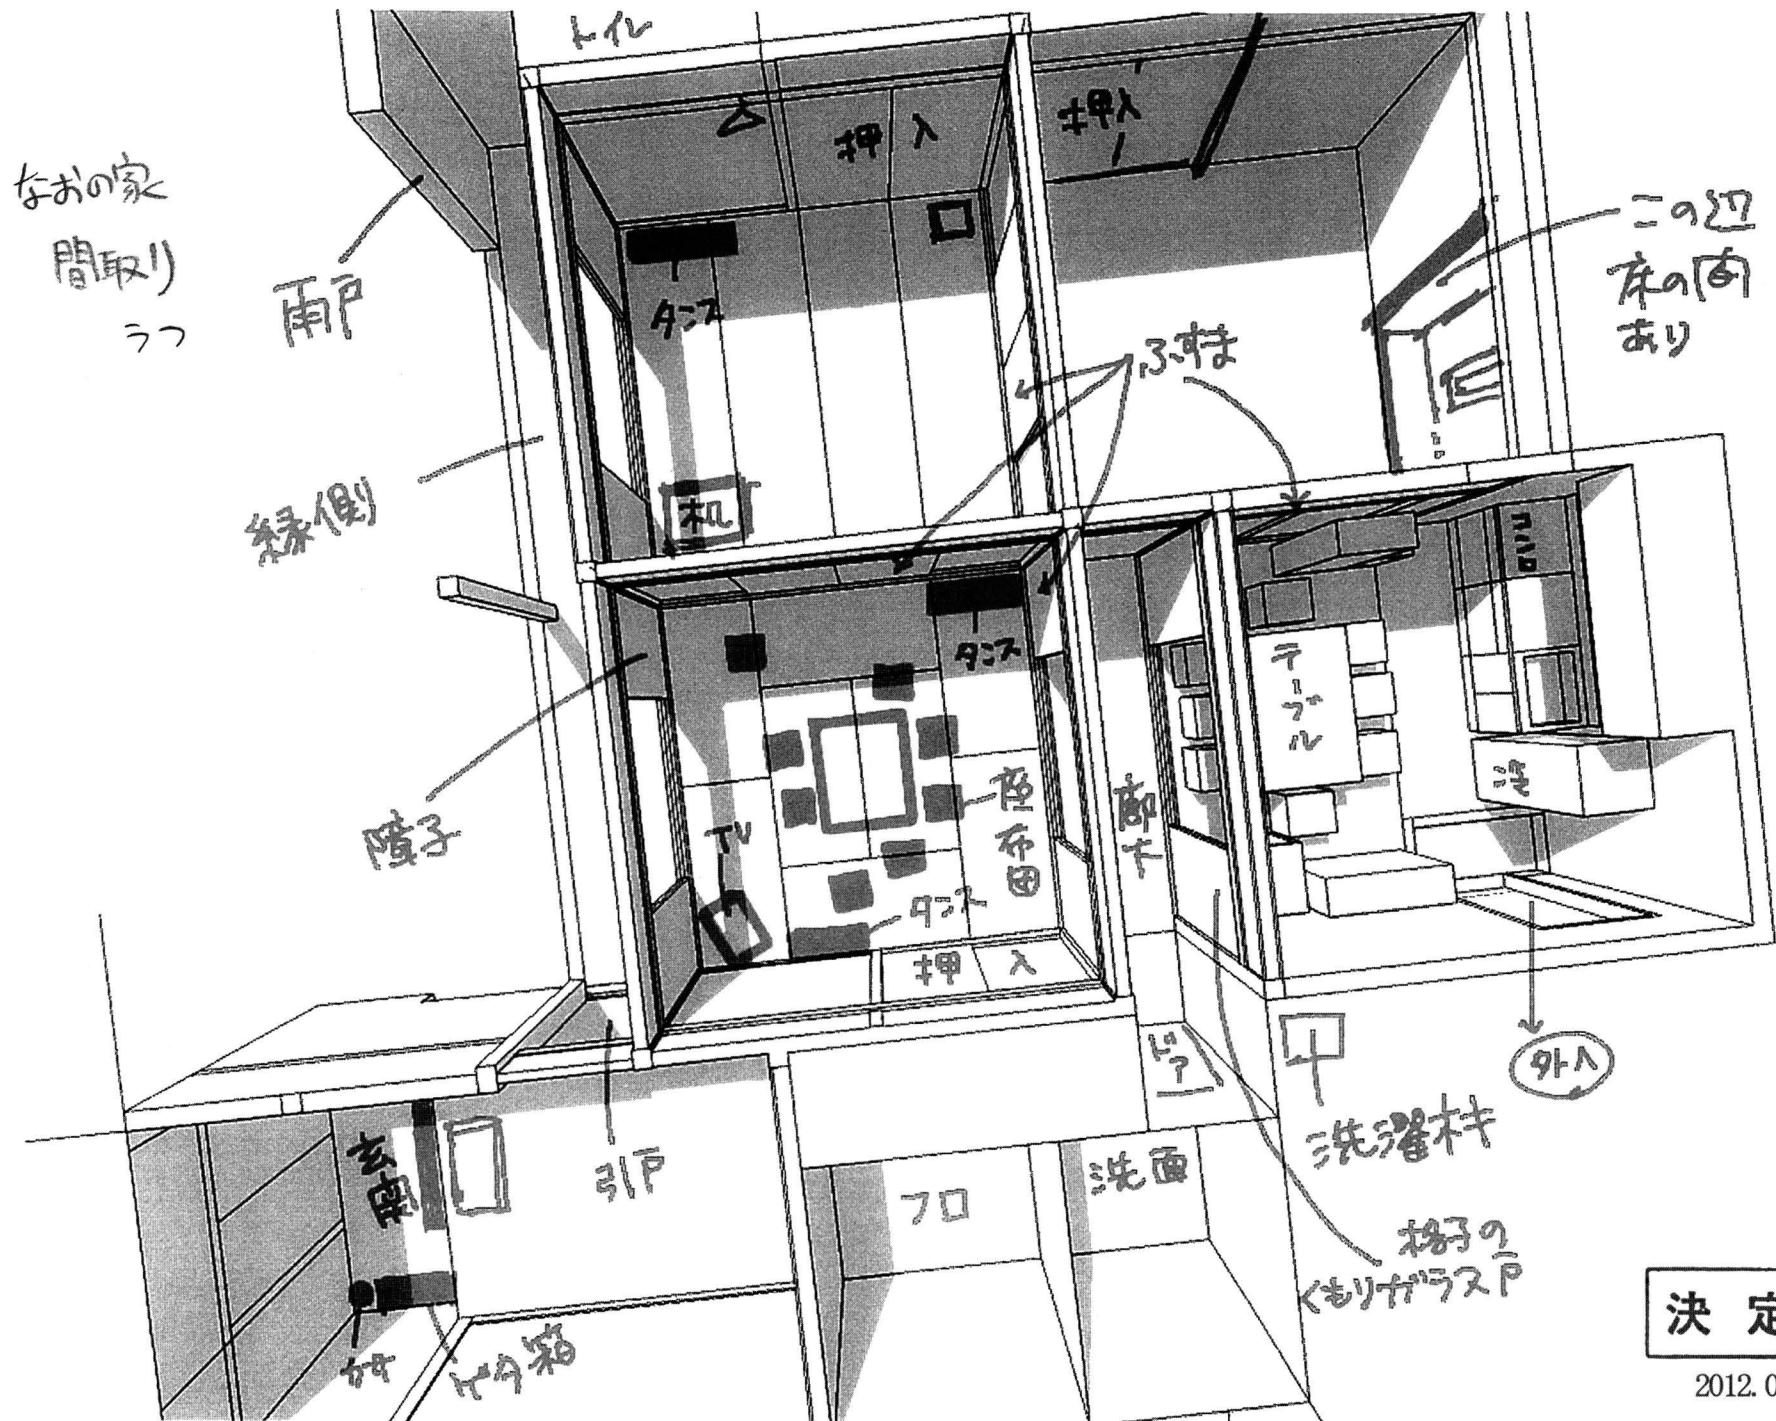 トイレ
なおの家
間取り
ラフ
雨戸
押入
押入
この辺
床の間
あり
タンス
ふすま
縁側
机
コンロ
タンス
テーブル
障子
座布団
廊下
洗
TV
タンス
押入
ドア
外へ
玄関
引戸
フロ
洗面
洗濯機
格子の
くもりガラス戸
カサ
ゲタ箱
決定
2012.0